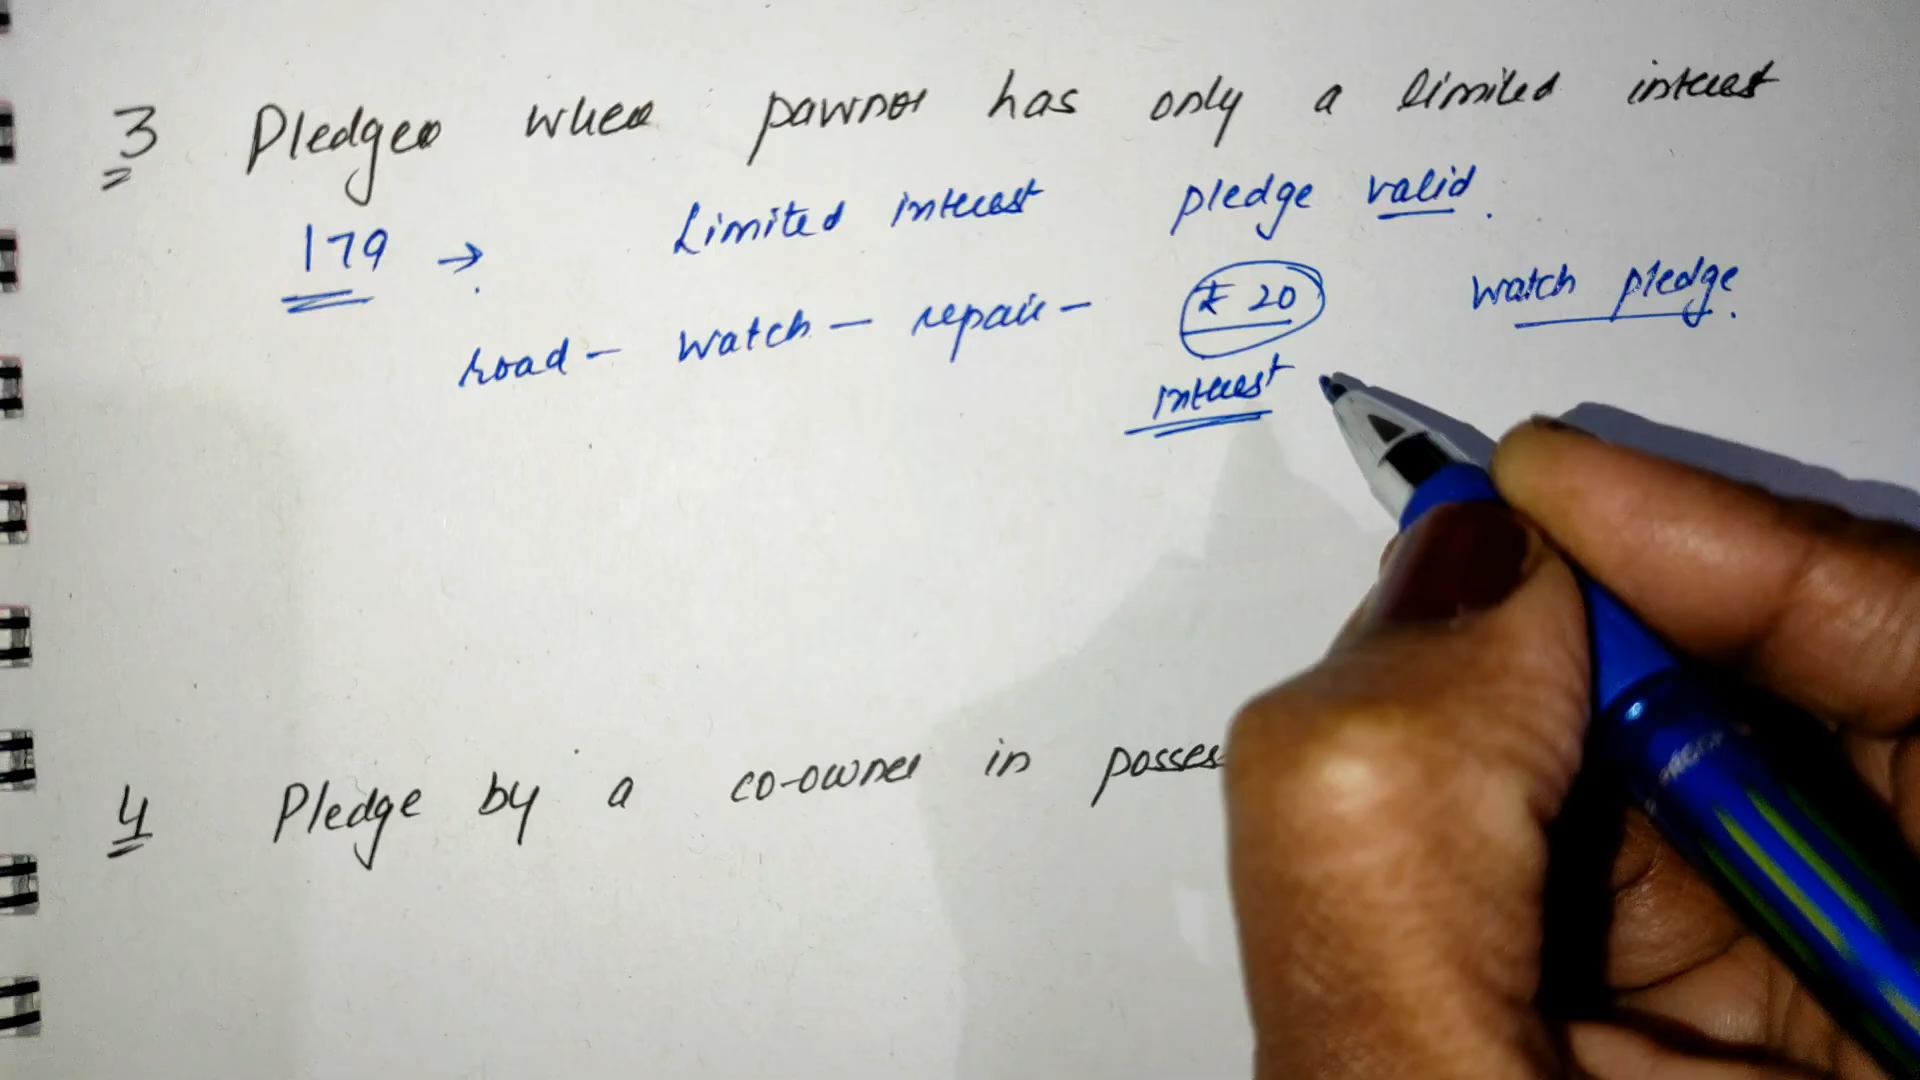 3 Pledge when pawnor has only a limited interest
179 → Limited interest pledge valid.
road - watch - repair - ₹ 20 watch pledge.
interest
4 Pledge by a co-owner in posses